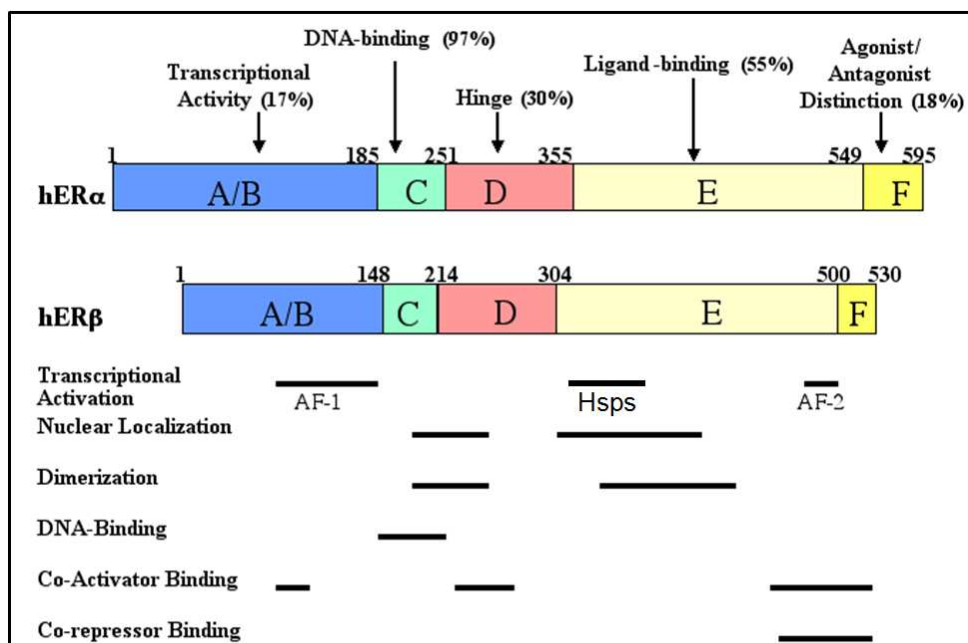 DNA-binding (97%)
Transcriptional
Activity (17%)
Hinge (30%)
Ligand -binding (55%)
Agonist/
Antagonist
Distinction (18%)
1 185 251 355 549 595
hERα A/B C D E F
1 148 214 304 500 530
hERβ A/B C D E F
Transcriptional
Activation
AF-1 Hsps AF-2
Nuclear Localization
Dimerization
DNA-Binding
Co-Activator Binding
Co-repressor Binding